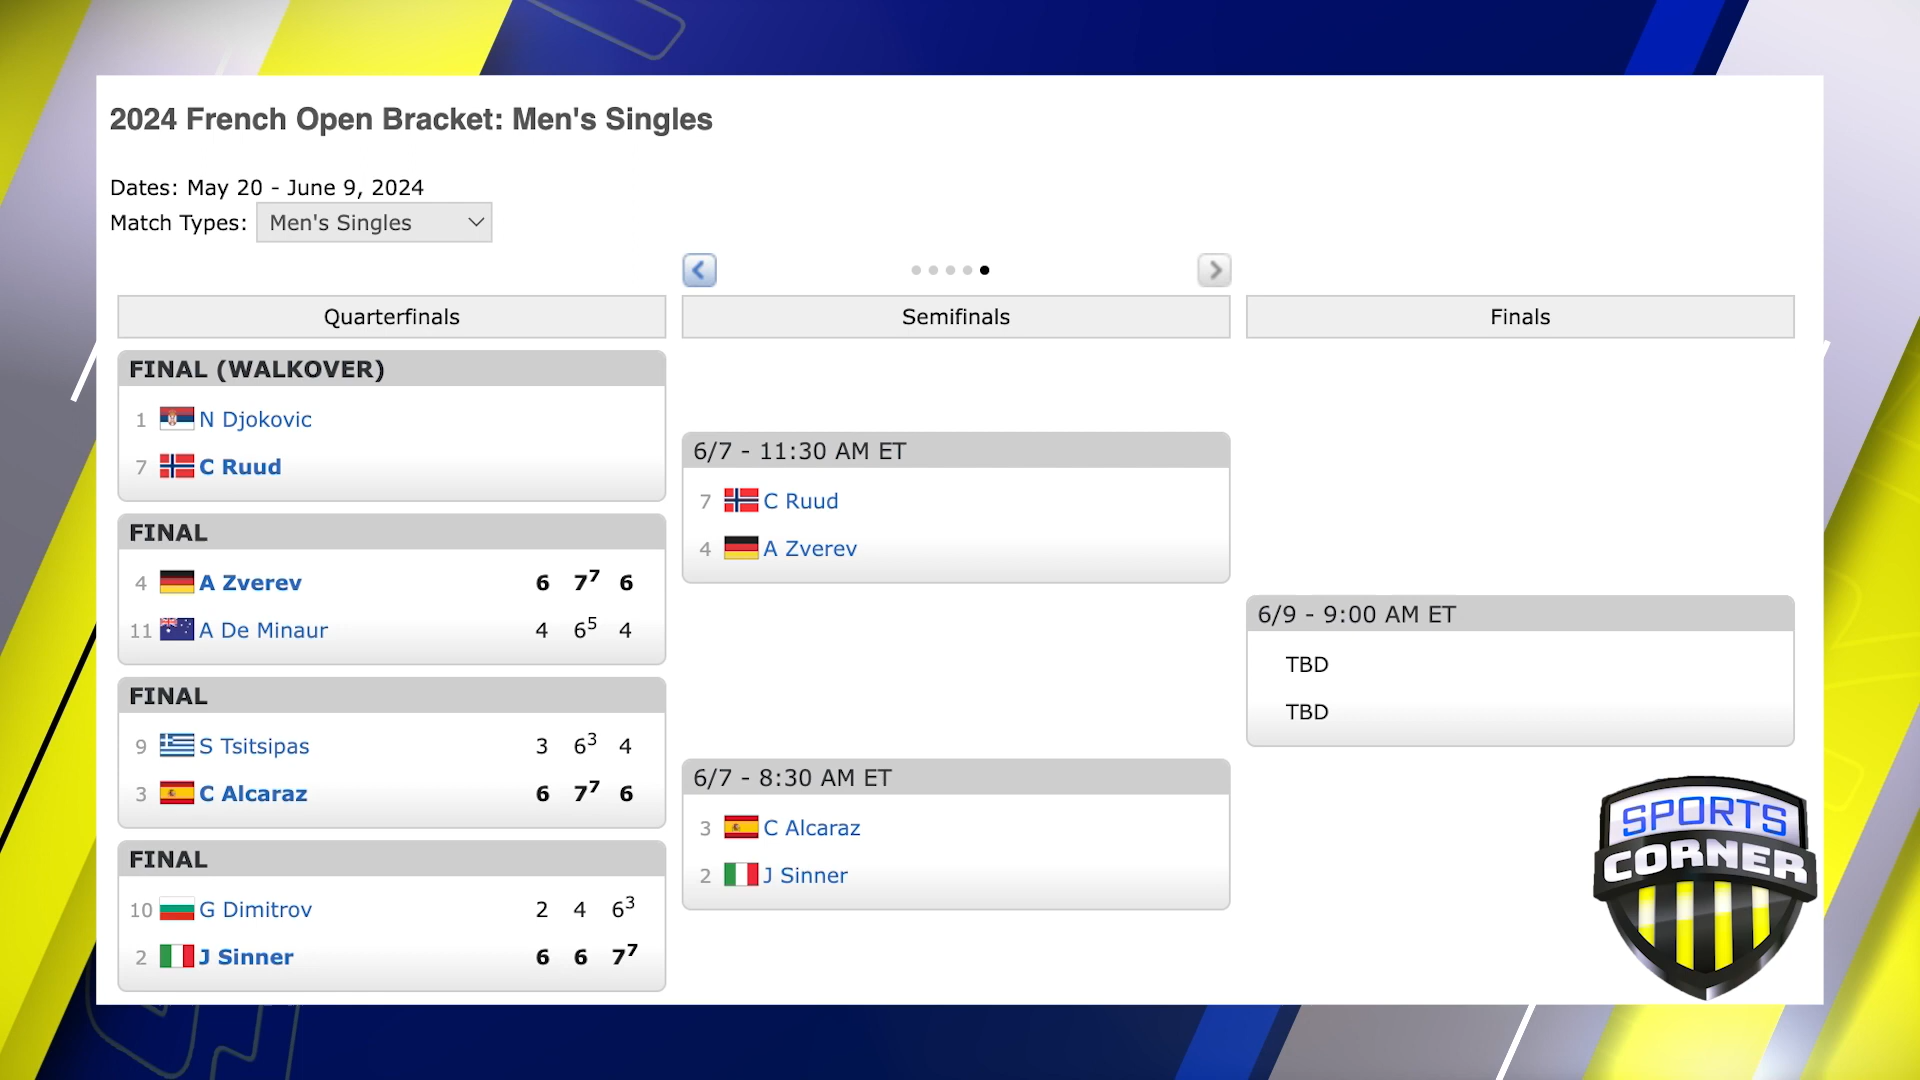 2024 French Open Bracket: Men's Singles
Dates: May 20 - June 9, 2024
Match Types: Men's Singles
Quarterfinals
Semifinals
Finals
FINAL (WALKOVER)
1 N Djokovic
7 C Ruud
FINAL
4 A Zverev 6 7⁷ 6
11 A De Minaur 4 6⁵ 4
FINAL
9 S Tsitsipas 3 6³ 4
3 C Alcaraz 6 7⁷ 6
FINAL
10 G Dimitrov 2 4 6³
2 J Sinner 6 6 7⁷
6/7 - 11:30 AM ET
7 C Ruud
4 A Zverev
6/7 - 8:30 AM ET
3 C Alcaraz
2 J Sinner
6/9 - 9:00 AM ET
TBD
TBD
SPORTS
CORNER